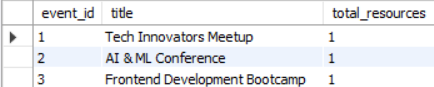 event_id title total_resources
1 Tech Innovators Meetup 1
2 AI & ML Conference 1
3 Frontend Development Bootcamp 1